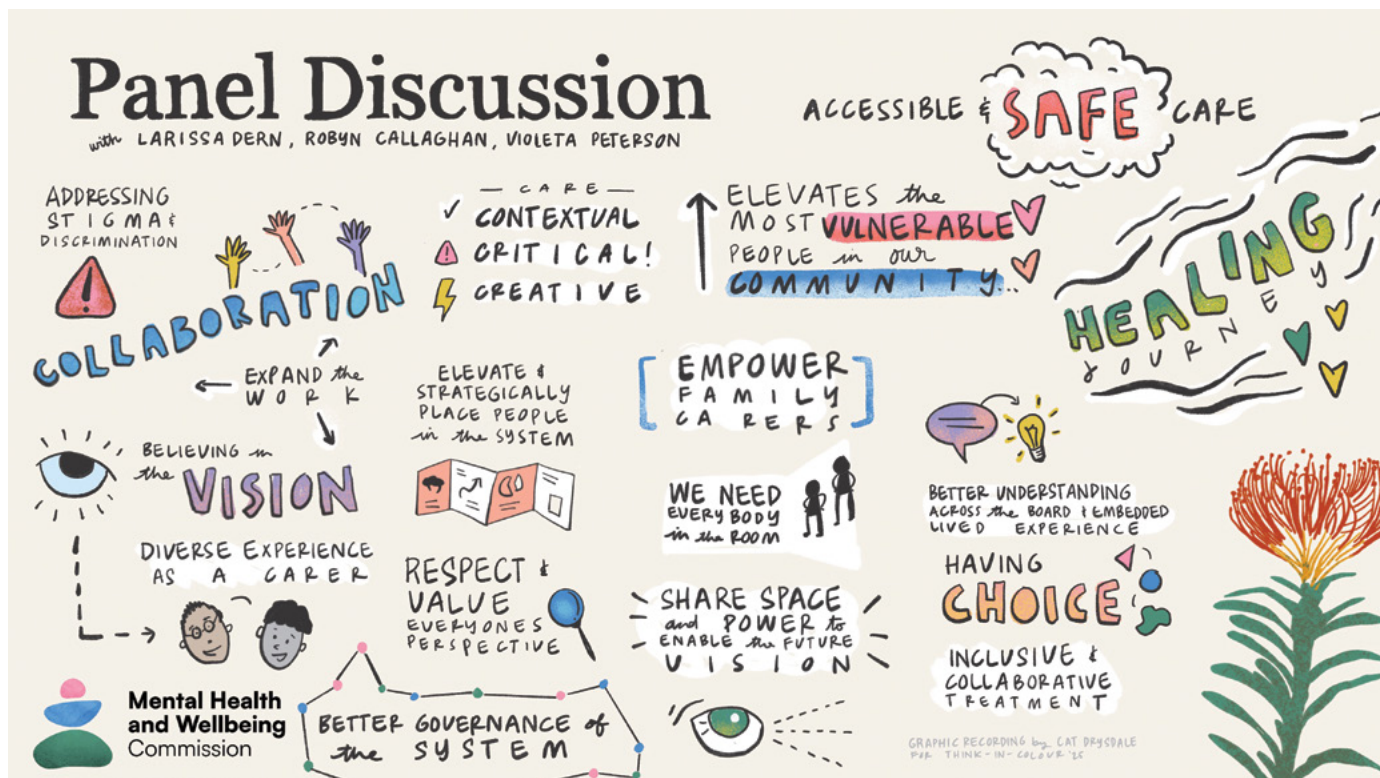 Panel Discussion
with LARISSA DERN, ROBYN CALLAGHAN, VIOLETA PETERSON
ACCESSIBLE & SAFE CARE
ADDRESSING
STIGMA &
DISCRIMINATION
COLLABORATION
— CARE —
CONTEXTUAL
CRITICAL!
CREATIVE
ELEVATES the
MOST VULNERABLE
PEOPLE in our
COMMUNITY...
HEALING
JOURNEY
EXPAND the
WORK
ELEVATE &
STRATEGICALLY
PLACE PEOPLE
in the SYSTEM
EMPOWER
FAMILY
CARERS
BELIEVING in
the VISION
WE NEED
EVERYBODY
in the ROOM
BETTER UNDERSTANDING
ACROSS the BOARD & EMBEDDED
LIVED EXPERIENCE
DIVERSE EXPERIENCE
AS A CARER
RESPECT &
VALUE
EVERYONES
PERSPECTIVE
SHARE SPACE
and POWER to
ENABLE the FUTURE
VISION
HAVING
CHOICE
INCLUSIVE &
COLLABORATIVE
TREATMENT
Mental Health
and Wellbeing
Commission
BETTER GOVERNANCE of
the SYSTEM
GRAPHIC RECORDING by CAT DRYSDALE
FOR THINK-IN-COLOUR '25